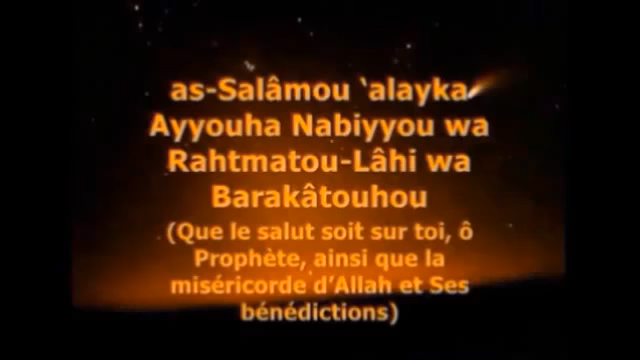 as-Salâmou ‘alayka
Ayyouha Nabiyyou wa
Rahtmatou-Lâhi wa
Barakâtouhou
(Que le salut soit sur toi, ô
Prophète, ainsi que la
miséricorde d’Allah et Ses
bénédictions)